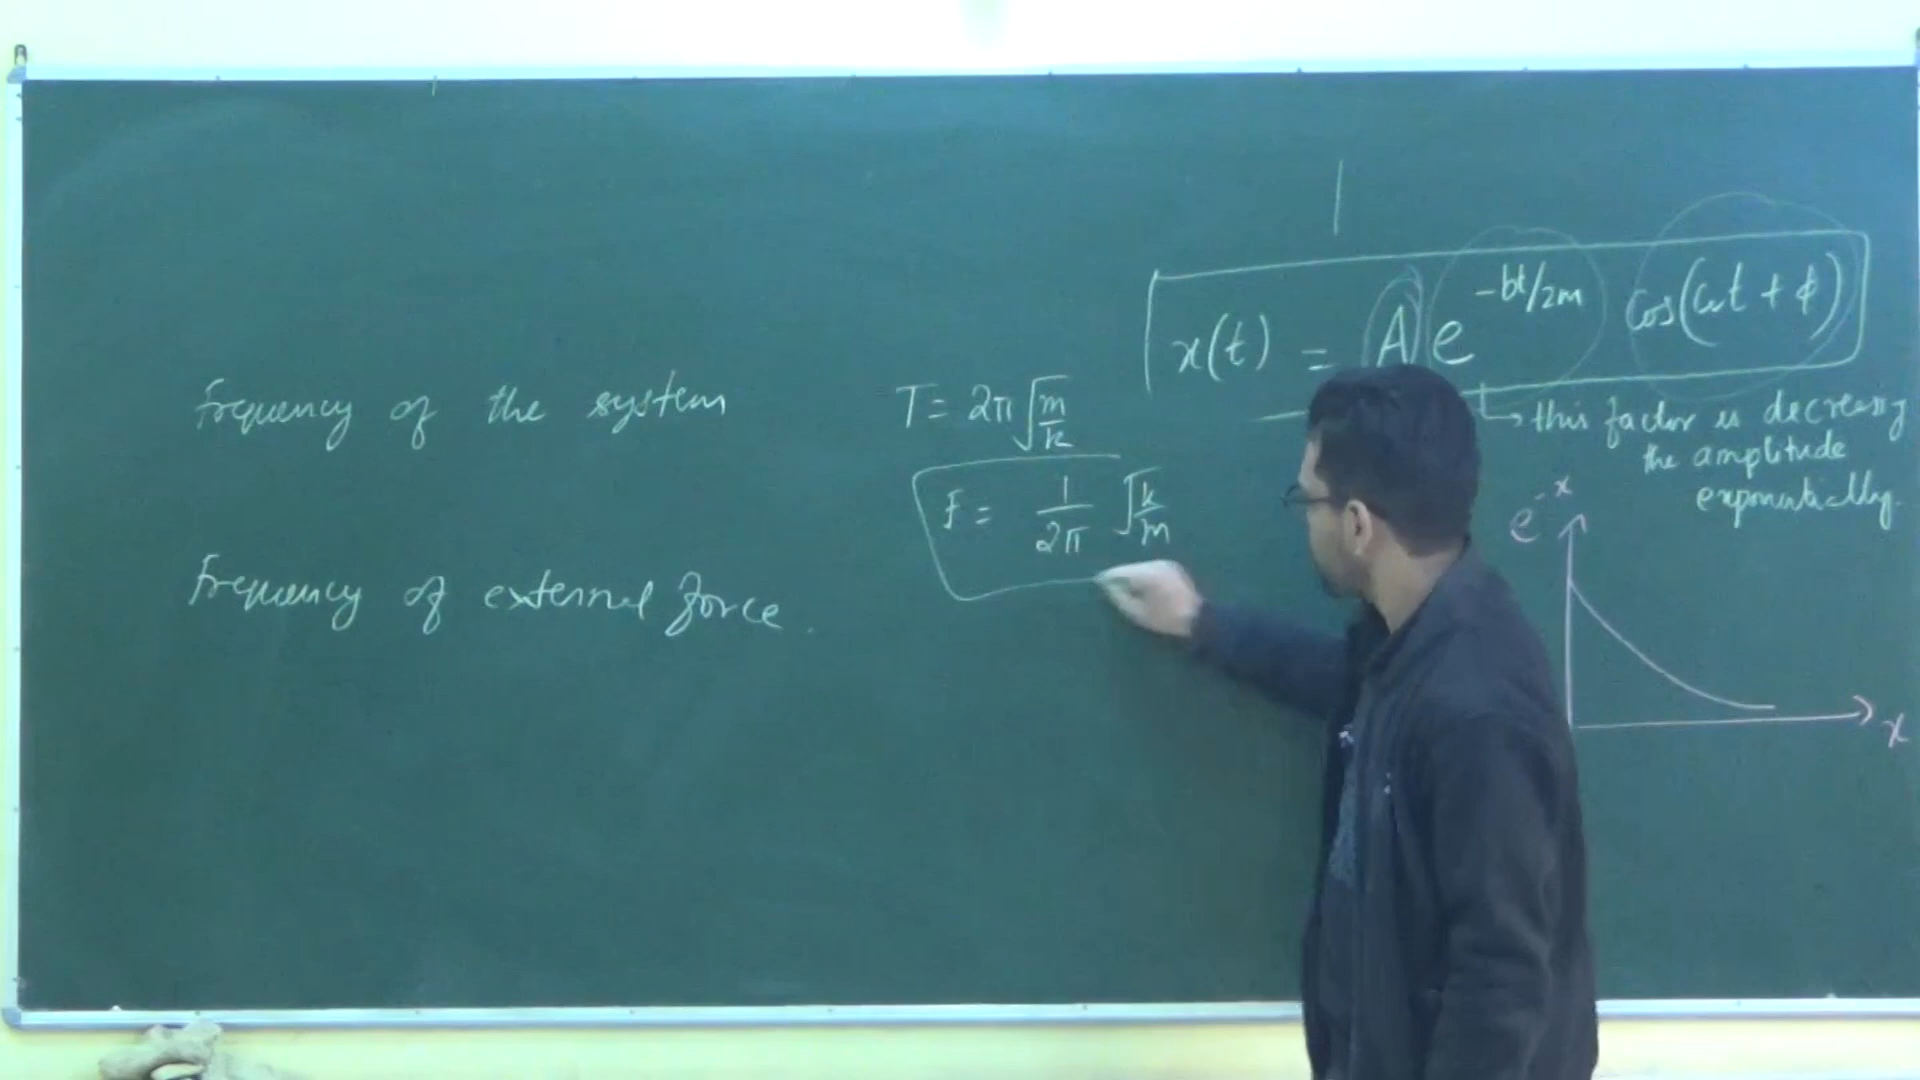 Frequency of the system
Frequency of external force.
T = 2π√(m/k)
F = 1/2π √(k/m)
x(t) = A e^(-bt/2m) cos(ωt + ϕ)
↳ this factor is decreasing
the amplitude
exponentially.
e^-x
x